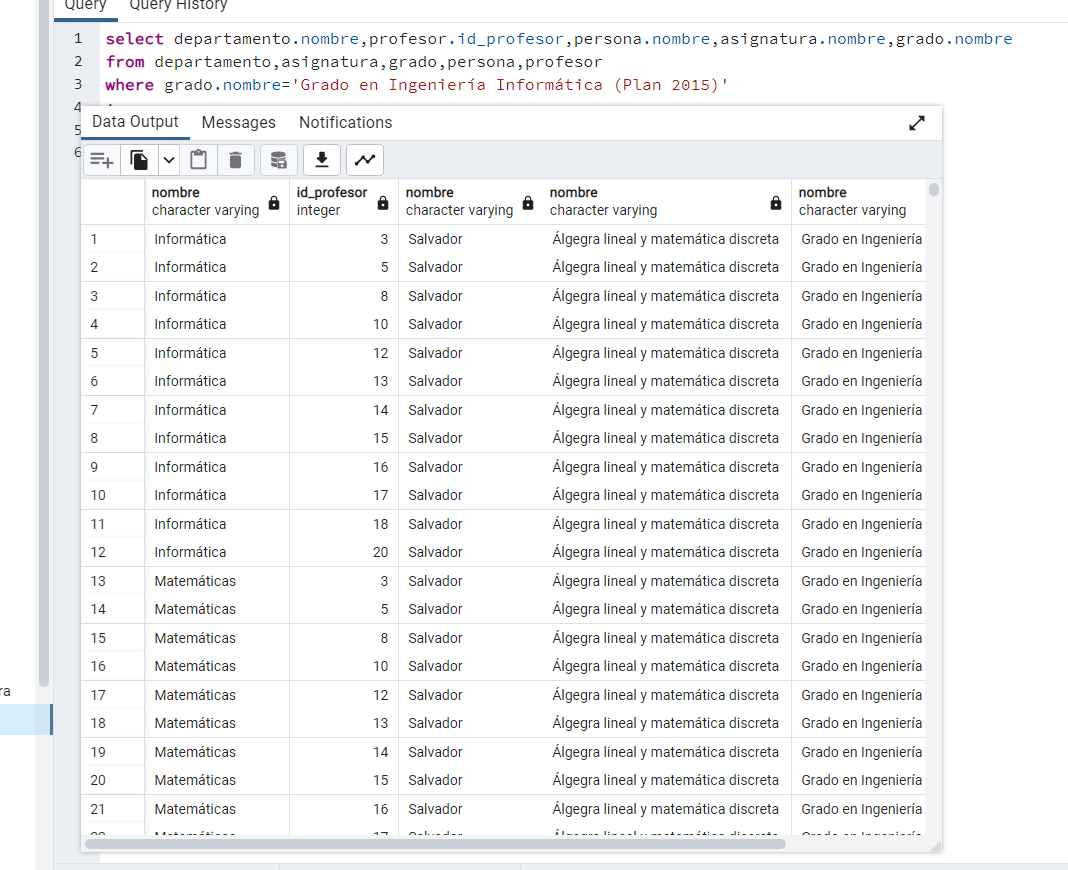 Query Query History
1 select departamento.nombre,profesor.id_profesor,persona.nombre,asignatura.nombre,grado.nombre
2 from departamento,asignatura,grado,persona,profesor
3 where grado.nombre='Grado en Ingeniería Informática (Plan 2015)'
4
5
6
Data Output Messages Notifications
nombre id_profesor nombre nombre nombre
character varying integer character varying character varying character varying
1 Informática 3 Salvador Álgegra lineal y matemática discreta Grado en Ingeniería
2 Informática 5 Salvador Álgegra lineal y matemática discreta Grado en Ingeniería
3 Informática 8 Salvador Álgegra lineal y matemática discreta Grado en Ingeniería
4 Informática 10 Salvador Álgegra lineal y matemática discreta Grado en Ingeniería
5 Informática 12 Salvador Álgegra lineal y matemática discreta Grado en Ingeniería
6 Informática 13 Salvador Álgegra lineal y matemática discreta Grado en Ingeniería
7 Informática 14 Salvador Álgegra lineal y matemática discreta Grado en Ingeniería
8 Informática 15 Salvador Álgegra lineal y matemática discreta Grado en Ingeniería
9 Informática 16 Salvador Álgegra lineal y matemática discreta Grado en Ingeniería
10 Informática 17 Salvador Álgegra lineal y matemática discreta Grado en Ingeniería
11 Informática 18 Salvador Álgegra lineal y matemática discreta Grado en Ingeniería
12 Informática 20 Salvador Álgegra lineal y matemática discreta Grado en Ingeniería
13 Matemáticas 3 Salvador Álgegra lineal y matemática discreta Grado en Ingeniería
14 Matemáticas 5 Salvador Álgegra lineal y matemática discreta Grado en Ingeniería
15 Matemáticas 8 Salvador Álgegra lineal y matemática discreta Grado en Ingeniería
16 Matemáticas 10 Salvador Álgegra lineal y matemática discreta Grado en Ingeniería
ra
17 Matemáticas 12 Salvador Álgegra lineal y matemática discreta Grado en Ingeniería
18 Matemáticas 13 Salvador Álgegra lineal y matemática discreta Grado en Ingeniería
19 Matemáticas 14 Salvador Álgegra lineal y matemática discreta Grado en Ingeniería
20 Matemáticas 15 Salvador Álgegra lineal y matemática discreta Grado en Ingeniería
21 Matemáticas 16 Salvador Álgegra lineal y matemática discreta Grado en Ingeniería